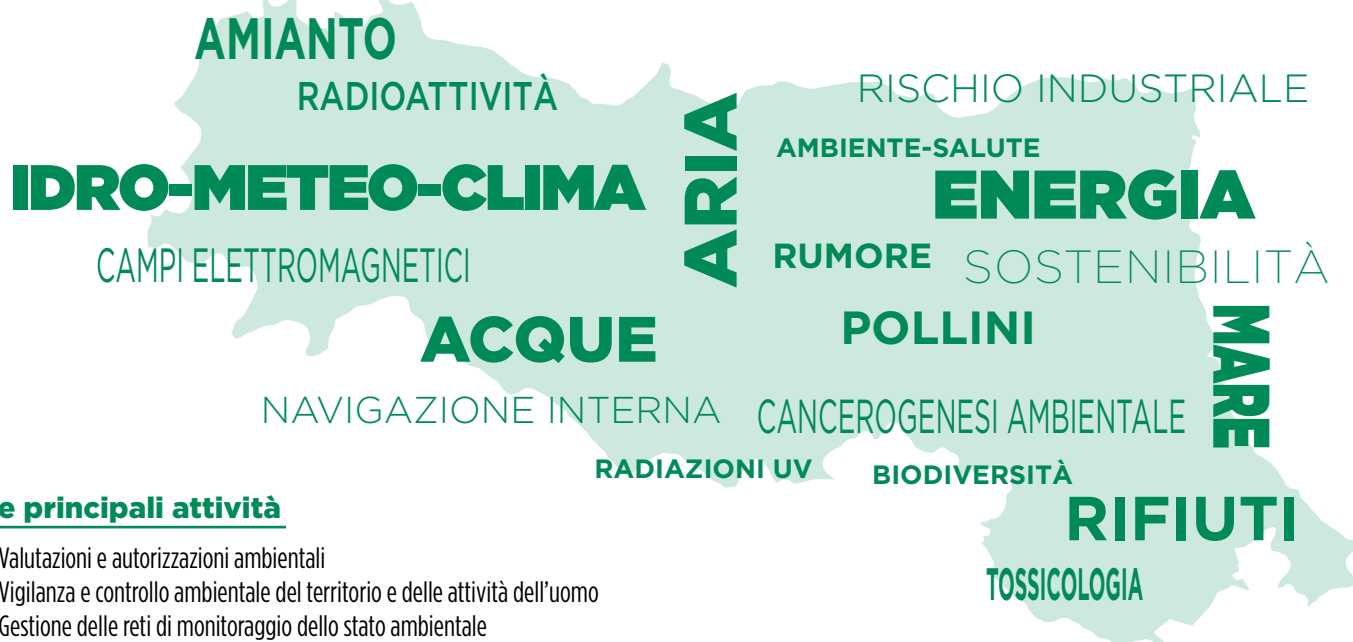 AMIANTO
RADIOATTIVITÀ
RISCHIO INDUSTRIALE
ARIA
AMBIENTE-SALUTE
IDRO-METEO-CLIMA
ENERGIA
CAMPI ELETTROMAGNETICI
RUMORE
SOSTENIBILITÀ
ACQUE
POLLINI
MARE
NAVIGAZIONE INTERNA
CANCEROGENESI AMBIENTALE
RADIAZIONI UV
BIODIVERSITÀ
RIFIUTI
TOSSICOLOGIA
e principali attività
Valutazioni e autorizzazioni ambientali
Vigilanza e controllo ambientale del territorio e delle attività dell'uomo
Gestione delle reti di monitoraggio dello stato ambientale